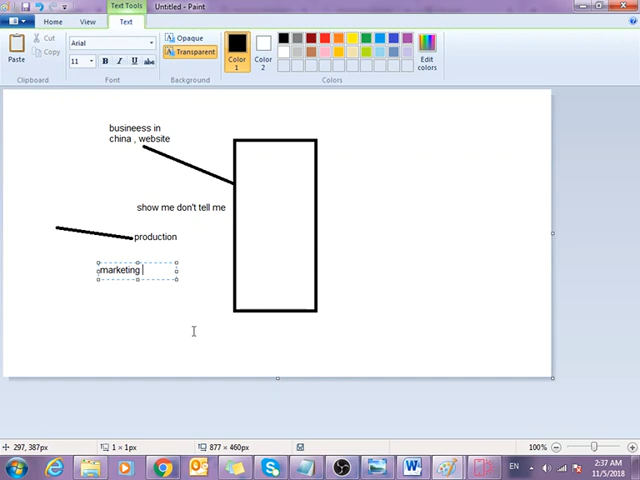 Text Tools
Untitled - Paint
Home
View
Text
Paste
Cut
Copy
Clipboard
Arial
11
B I U abc
Font
Opaque
Transparent
Background
Color 1
Color 2
Colors
Edit colors
busineess in
china , website
show me don't tell me
production
marketing
297, 387px
1 × 1px
877 × 460px
100%
EN
2:37 AM
11/5/2018